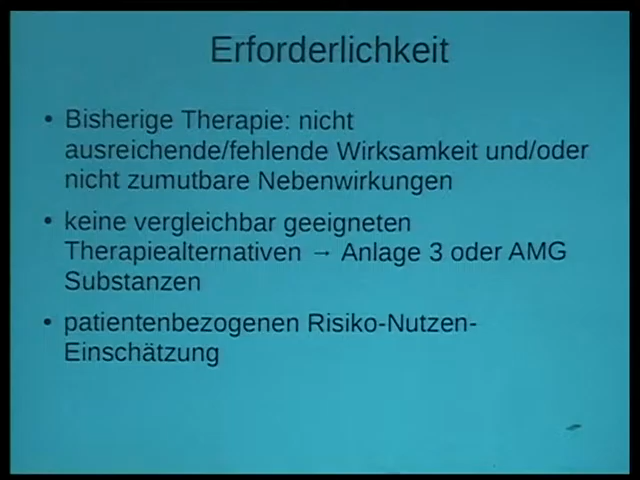 Erforderlichkeit
• Bisherige Therapie: nicht
ausreichende/fehlende Wirksamkeit und/oder
nicht zumutbare Nebenwirkungen
• keine vergleichbar geeigneten
Therapiealternativen → Anlage 3 oder AMG
Substanzen
• patientenbezogenen Risiko-Nutzen-
Einschätzung